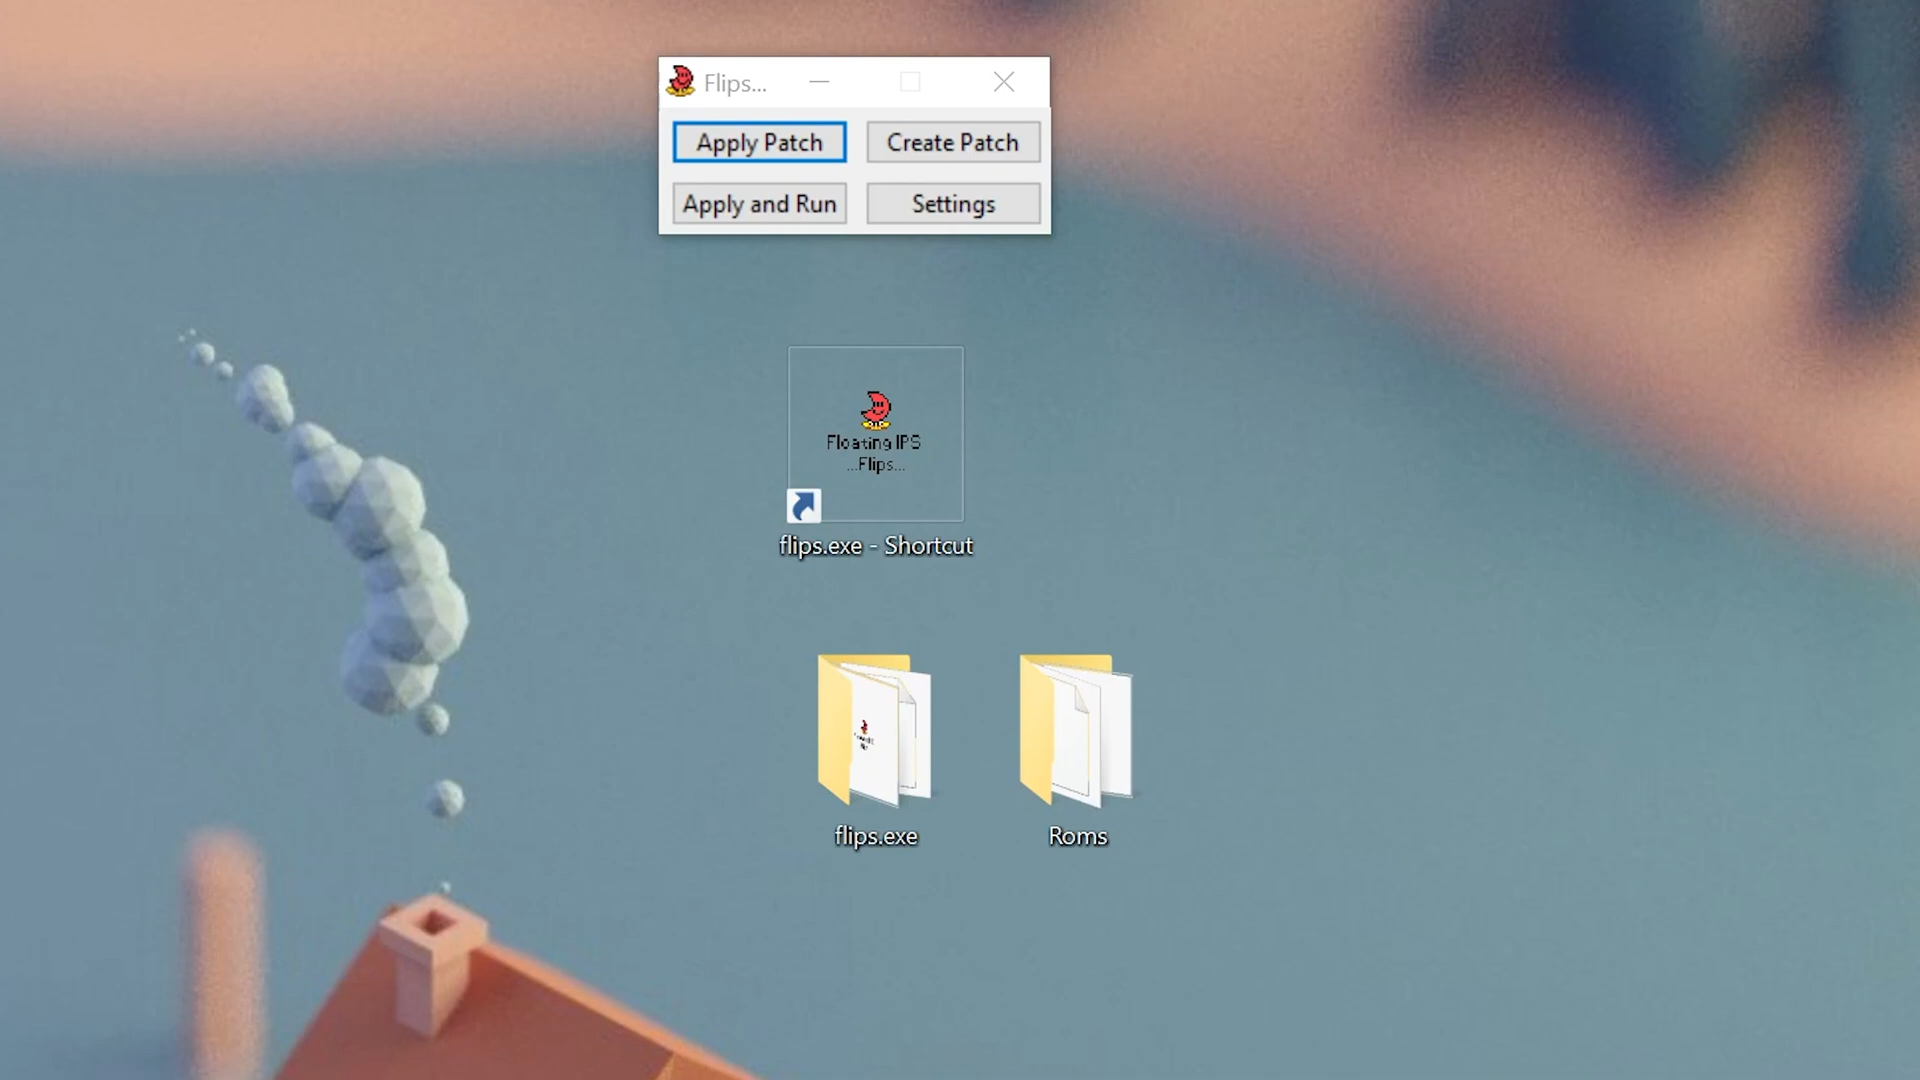 Flips...
Apply Patch
Create Patch
Apply and Run
Settings
Floating IPS
...Flips...
flips.exe - Shortcut
flips.exe
Roms